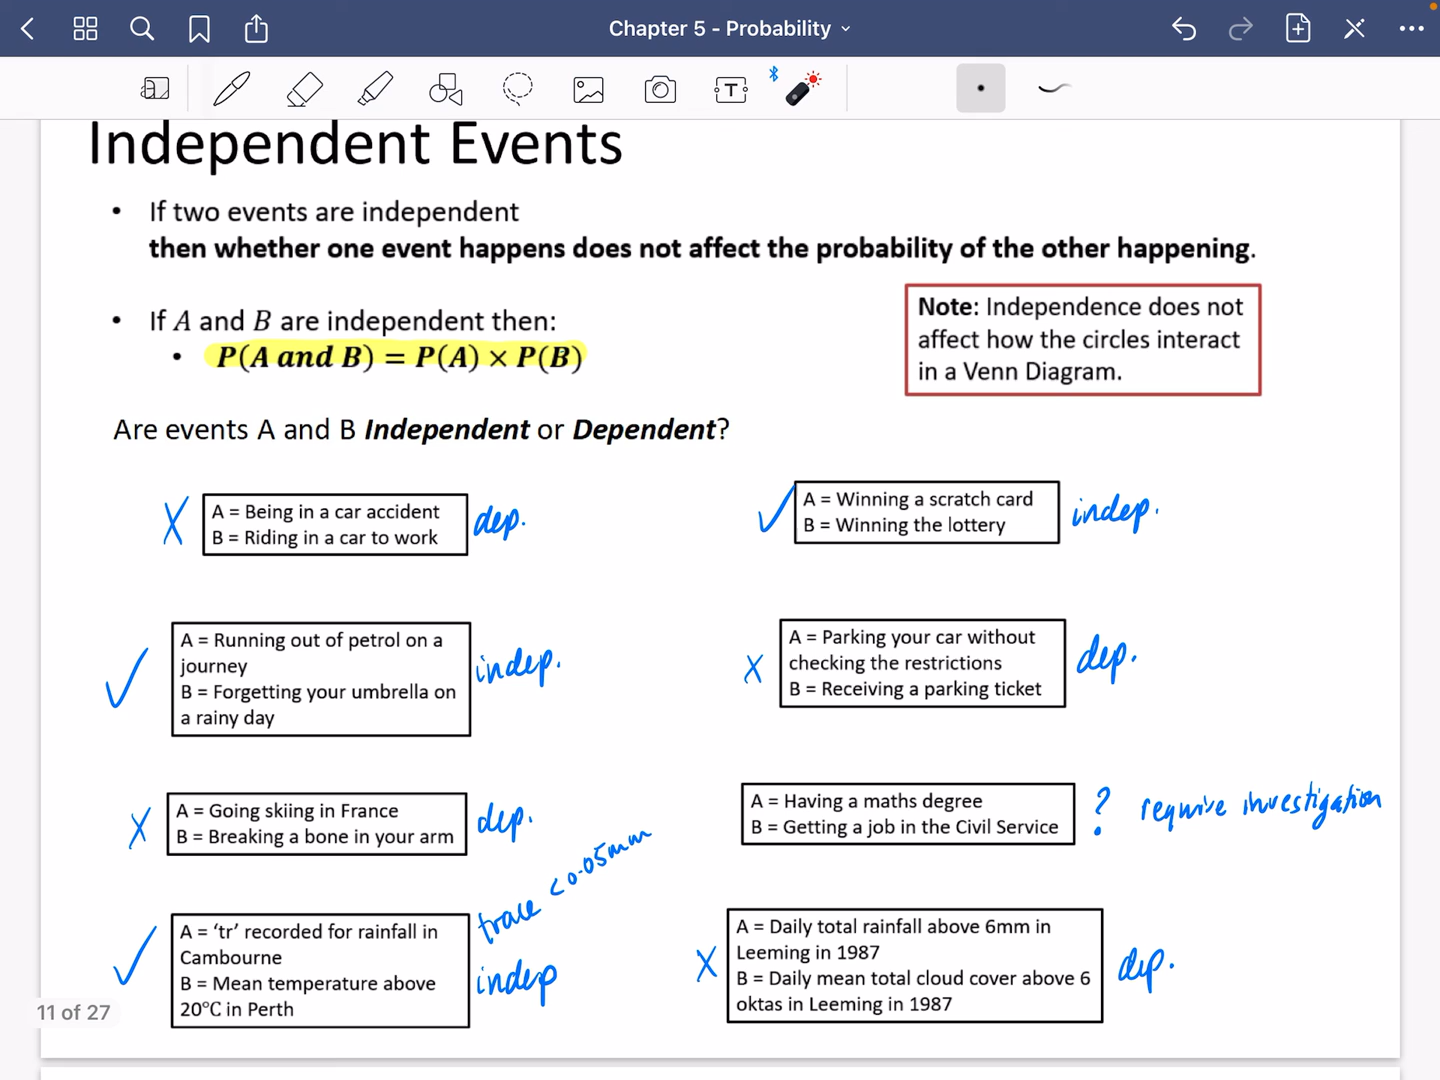 Chapter 5 - Probability
T
Independent Events
• If two events are independent
then whether one event happens does not affect the probability of the other happening.
• If A and B are independent then:
• P(A and B) = P(A) × P(B)
Note: Independence does not
affect how the circles interact
in a Venn Diagram.
Are events A and B Independent or Dependent?
X
A = Being in a car accident
B = Riding in a car to work
dep.
✓
A = Winning a scratch card
B = Winning the lottery
indep.
✓
A = Running out of petrol on a
journey
B = Forgetting your umbrella on
a rainy day
indep.
X
A = Parking your car without
checking the restrictions
B = Receiving a parking ticket
dep.
X
A = Going skiing in France
B = Breaking a bone in your arm
dep.
A = Having a maths degree
B = Getting a job in the Civil Service
? require investigation
✓
A = ‘tr’ recorded for rainfall in
Cambourne
B = Mean temperature above
20°C in Perth
trace <0.05mm
indep
X
A = Daily total rainfall above 6mm in
Leeming in 1987
B = Daily mean total cloud cover above 6
oktas in Leeming in 1987
dep.
11 of 27